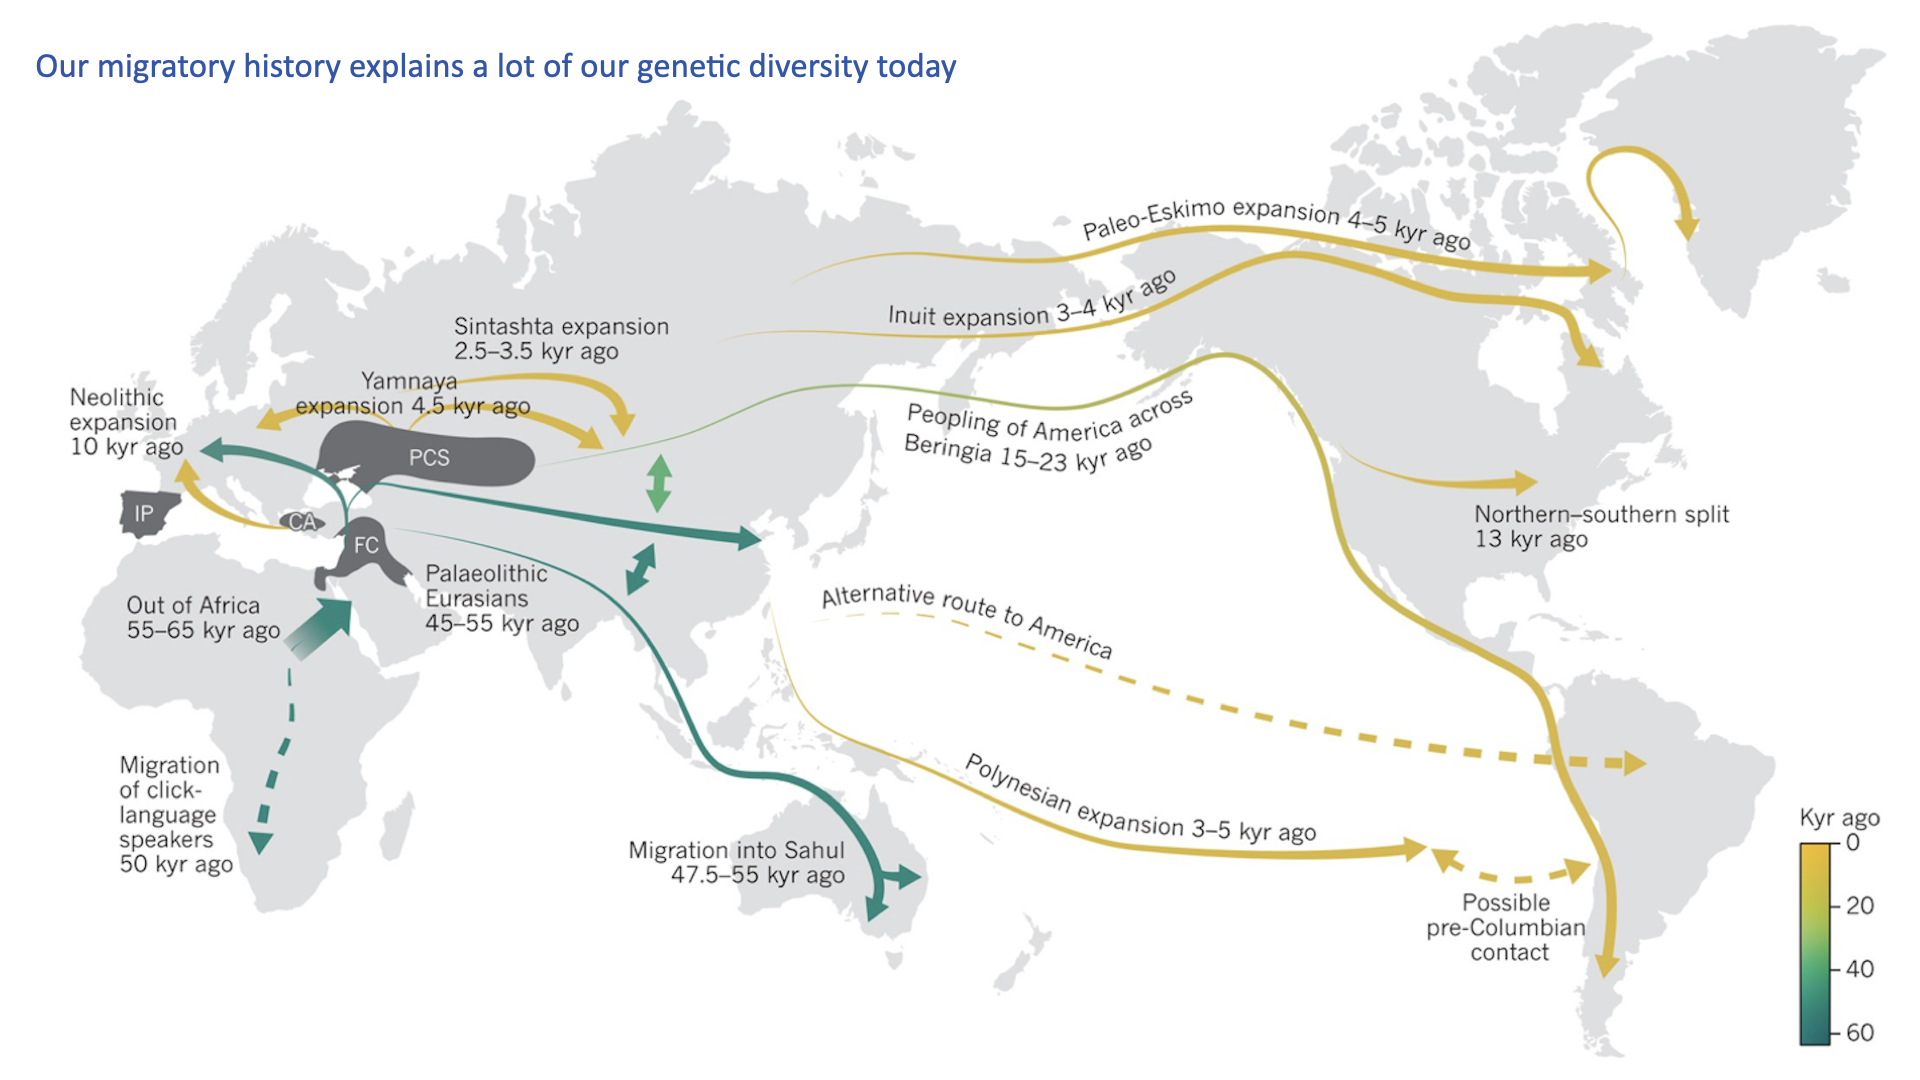 Our migratory history explains a lot of our genetic diversity today
Paleo-Eskimo expansion 4–5 kyr ago
Inuit expansion 3–4 kyr ago
Sintashta expansion
2.5–3.5 kyr ago
Yamnaya
expansion 4.5 kyr ago
Neolithic
expansion
10 kyr ago
PCS
IP
CA
FC
Peopling of America across
Beringia 15–23 kyr ago
Northern–southern split
13 kyr ago
Palaeolithic
Eurasians
45–55 kyr ago
Out of Africa
55–65 kyr ago
Alternative route to America
Migration
of click-
language
speakers
50 kyr ago
Polynesian expansion 3–5 kyr ago
Migration into Sahul
47.5–55 kyr ago
Possible
pre-Columbian
contact
Kyr ago
0
20
40
60